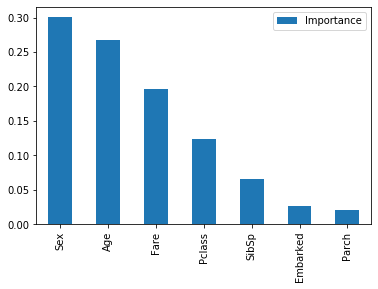 Importance
0.30
0.25
0.20
0.15
0.10
0.05
0.00
Sex
Age
Fare
Pclass
SibSp
Embarked
Parch